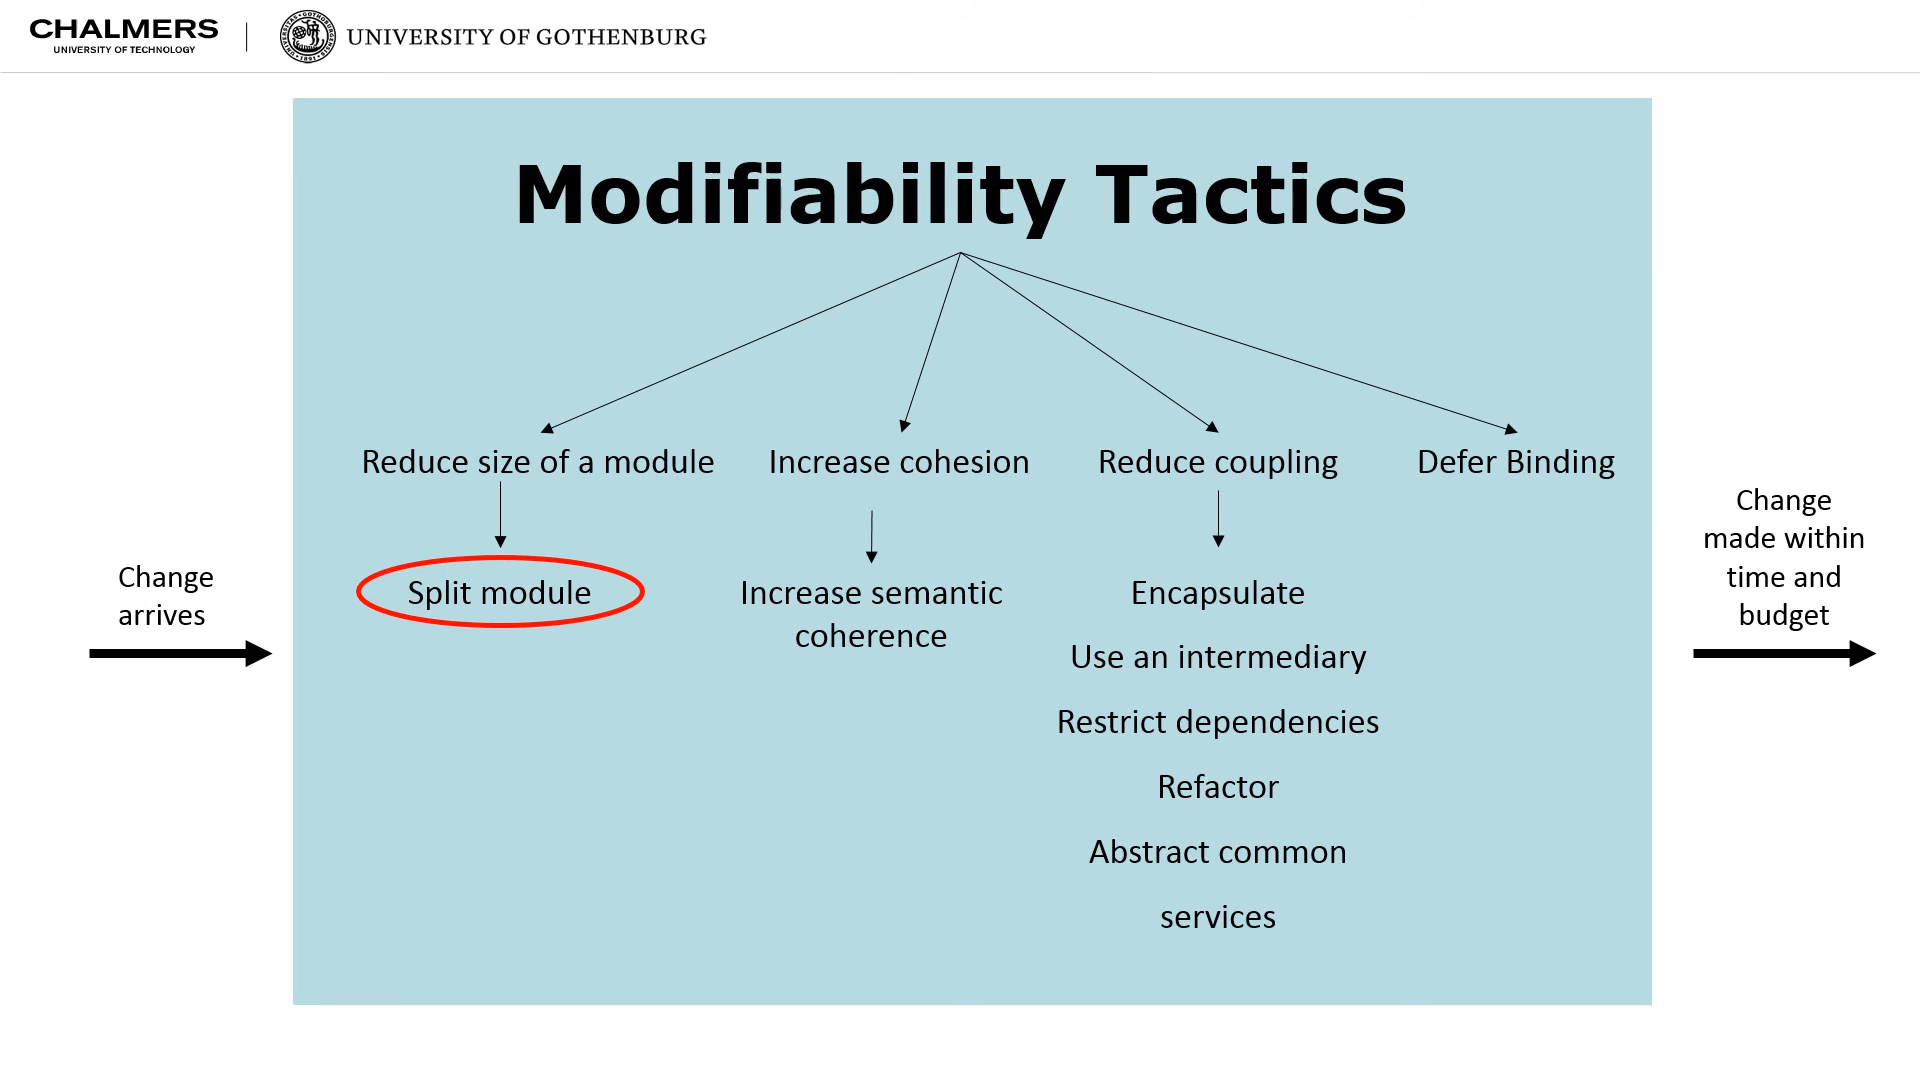 CHALMERS
UNIVERSITY OF TECHNOLOGY
UNIVERSITY OF GOTHENBURG
Modifiability Tactics
Reduce size of a module
Increase cohesion
Reduce coupling
Defer Binding
Split module
Increase semantic
coherence
Encapsulate
Use an intermediary
Restrict dependencies
Refactor
Abstract common
services
Change
arrives
Change
made within
time and
budget